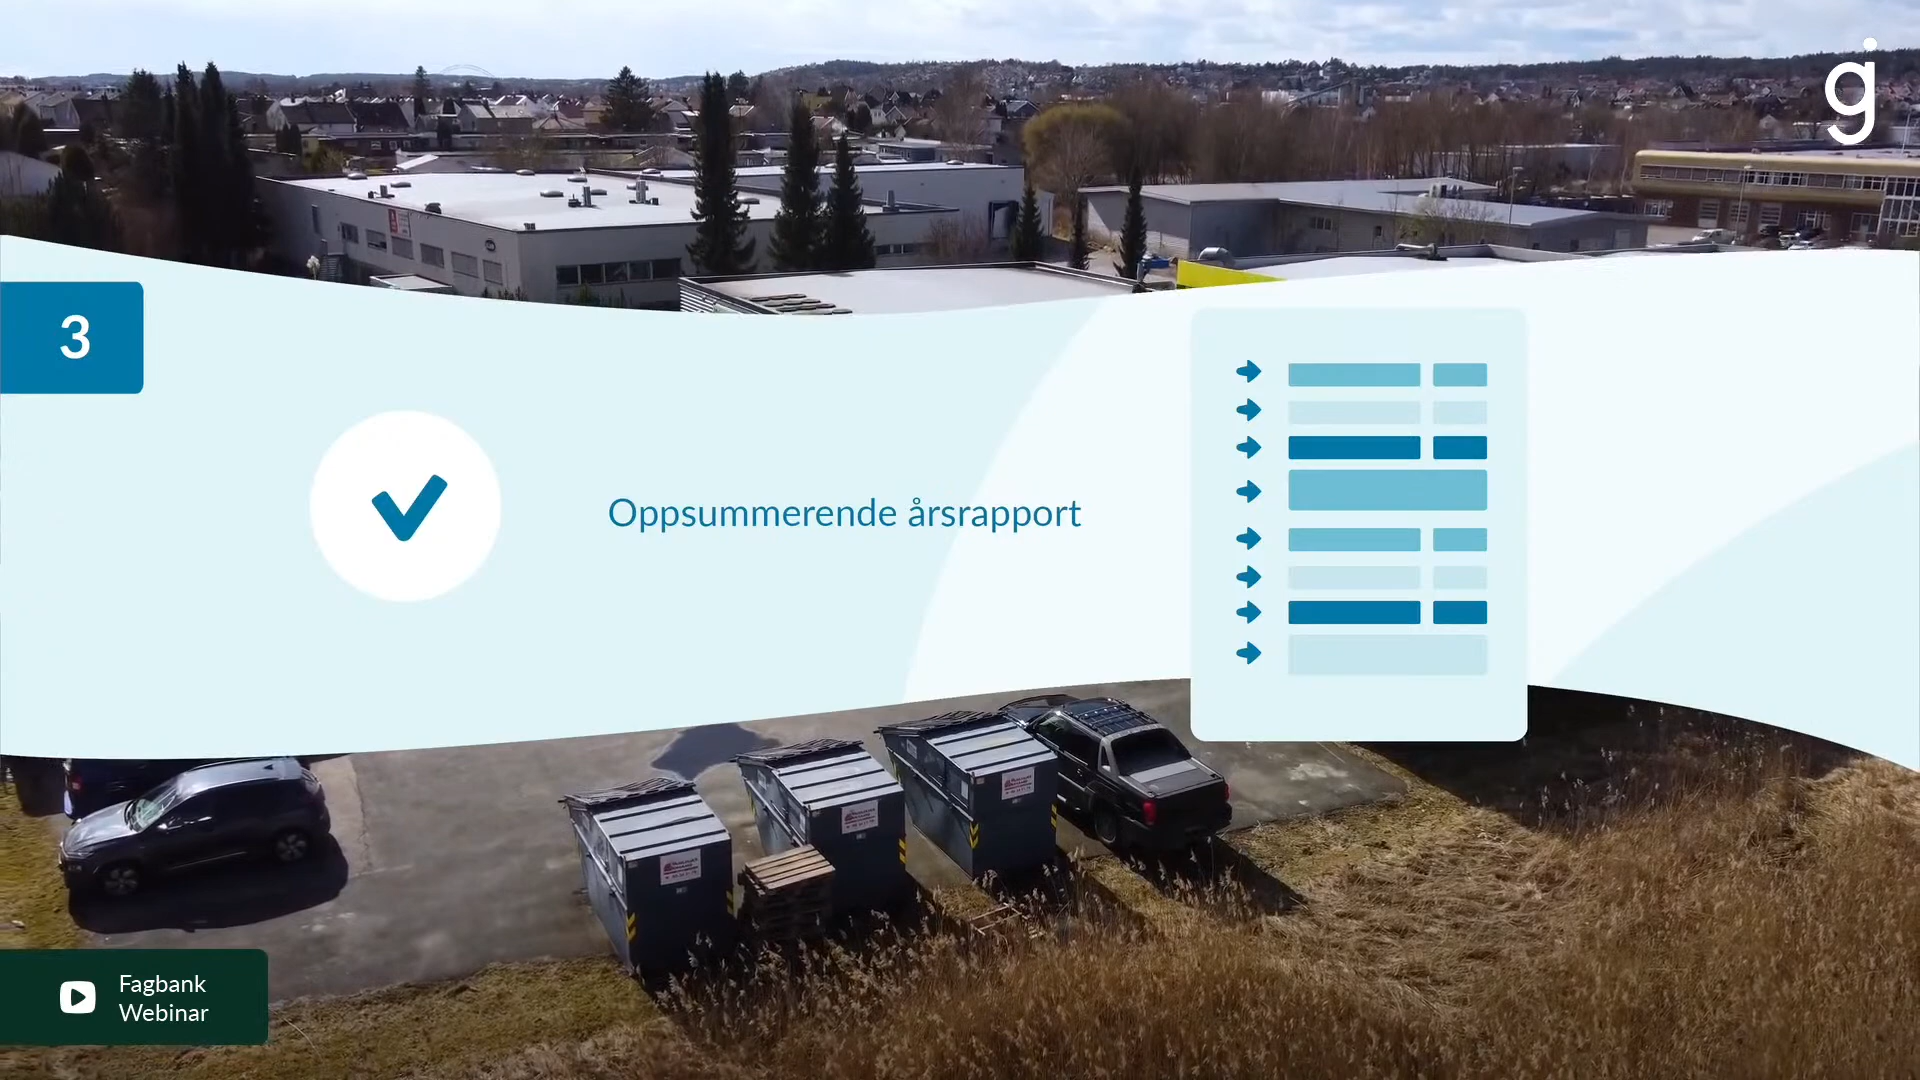 g
3
Oppsummerende årsrapport
Fagbank
Webinar